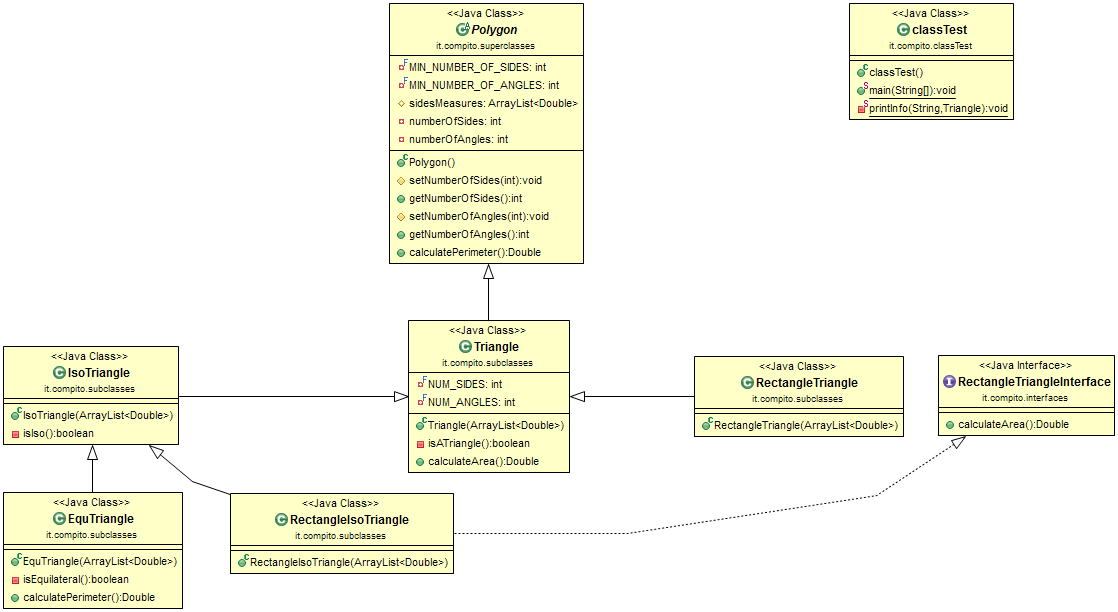 <<Java Class>>
Polygon
it.compito.superclasses
MIN_NUMBER_OF_SIDES: int
MIN_NUMBER_OF_ANGLES: int
sidesMeasures: ArrayList<Double>
numberOfSides: int
numberOfAngles: int
Polygon()
setNumberOfSides(int):void
getNumberOfSides():int
setNumberOfAngles(int):void
getNumberOfAngles():int
calculatePerimeter():Double
<<Java Class>>
classTest
it.compito.classTest
classTest()
main(String[]):void
printInfo(String,Triangle):void
<<Java Class>>
IsoTriangle
it.compito.subclasses
IsoTriangle(ArrayList<Double>)
isIso():boolean
<<Java Class>>
Triangle
it.compito.subclasses
NUM_SIDES: int
NUM_ANGLES: int
Triangle(ArrayList<Double>)
isATriangle():boolean
calculateArea():Double
<<Java Class>>
RectangleTriangle
it.compito.subclasses
RectangleTriangle(ArrayList<Double>)
<<Java Interface>>
RectangleTriangleInterface
it.compito.interfaces
calculateArea():Double
<<Java Class>>
EquTriangle
it.compito.subclasses
EquTriangle(ArrayList<Double>)
isEquilateral():boolean
calculatePerimeter():Double
<<Java Class>>
RectangleIsoTriangle
it.compito.subclasses
RectangleIsoTriangle(ArrayList<Double>)